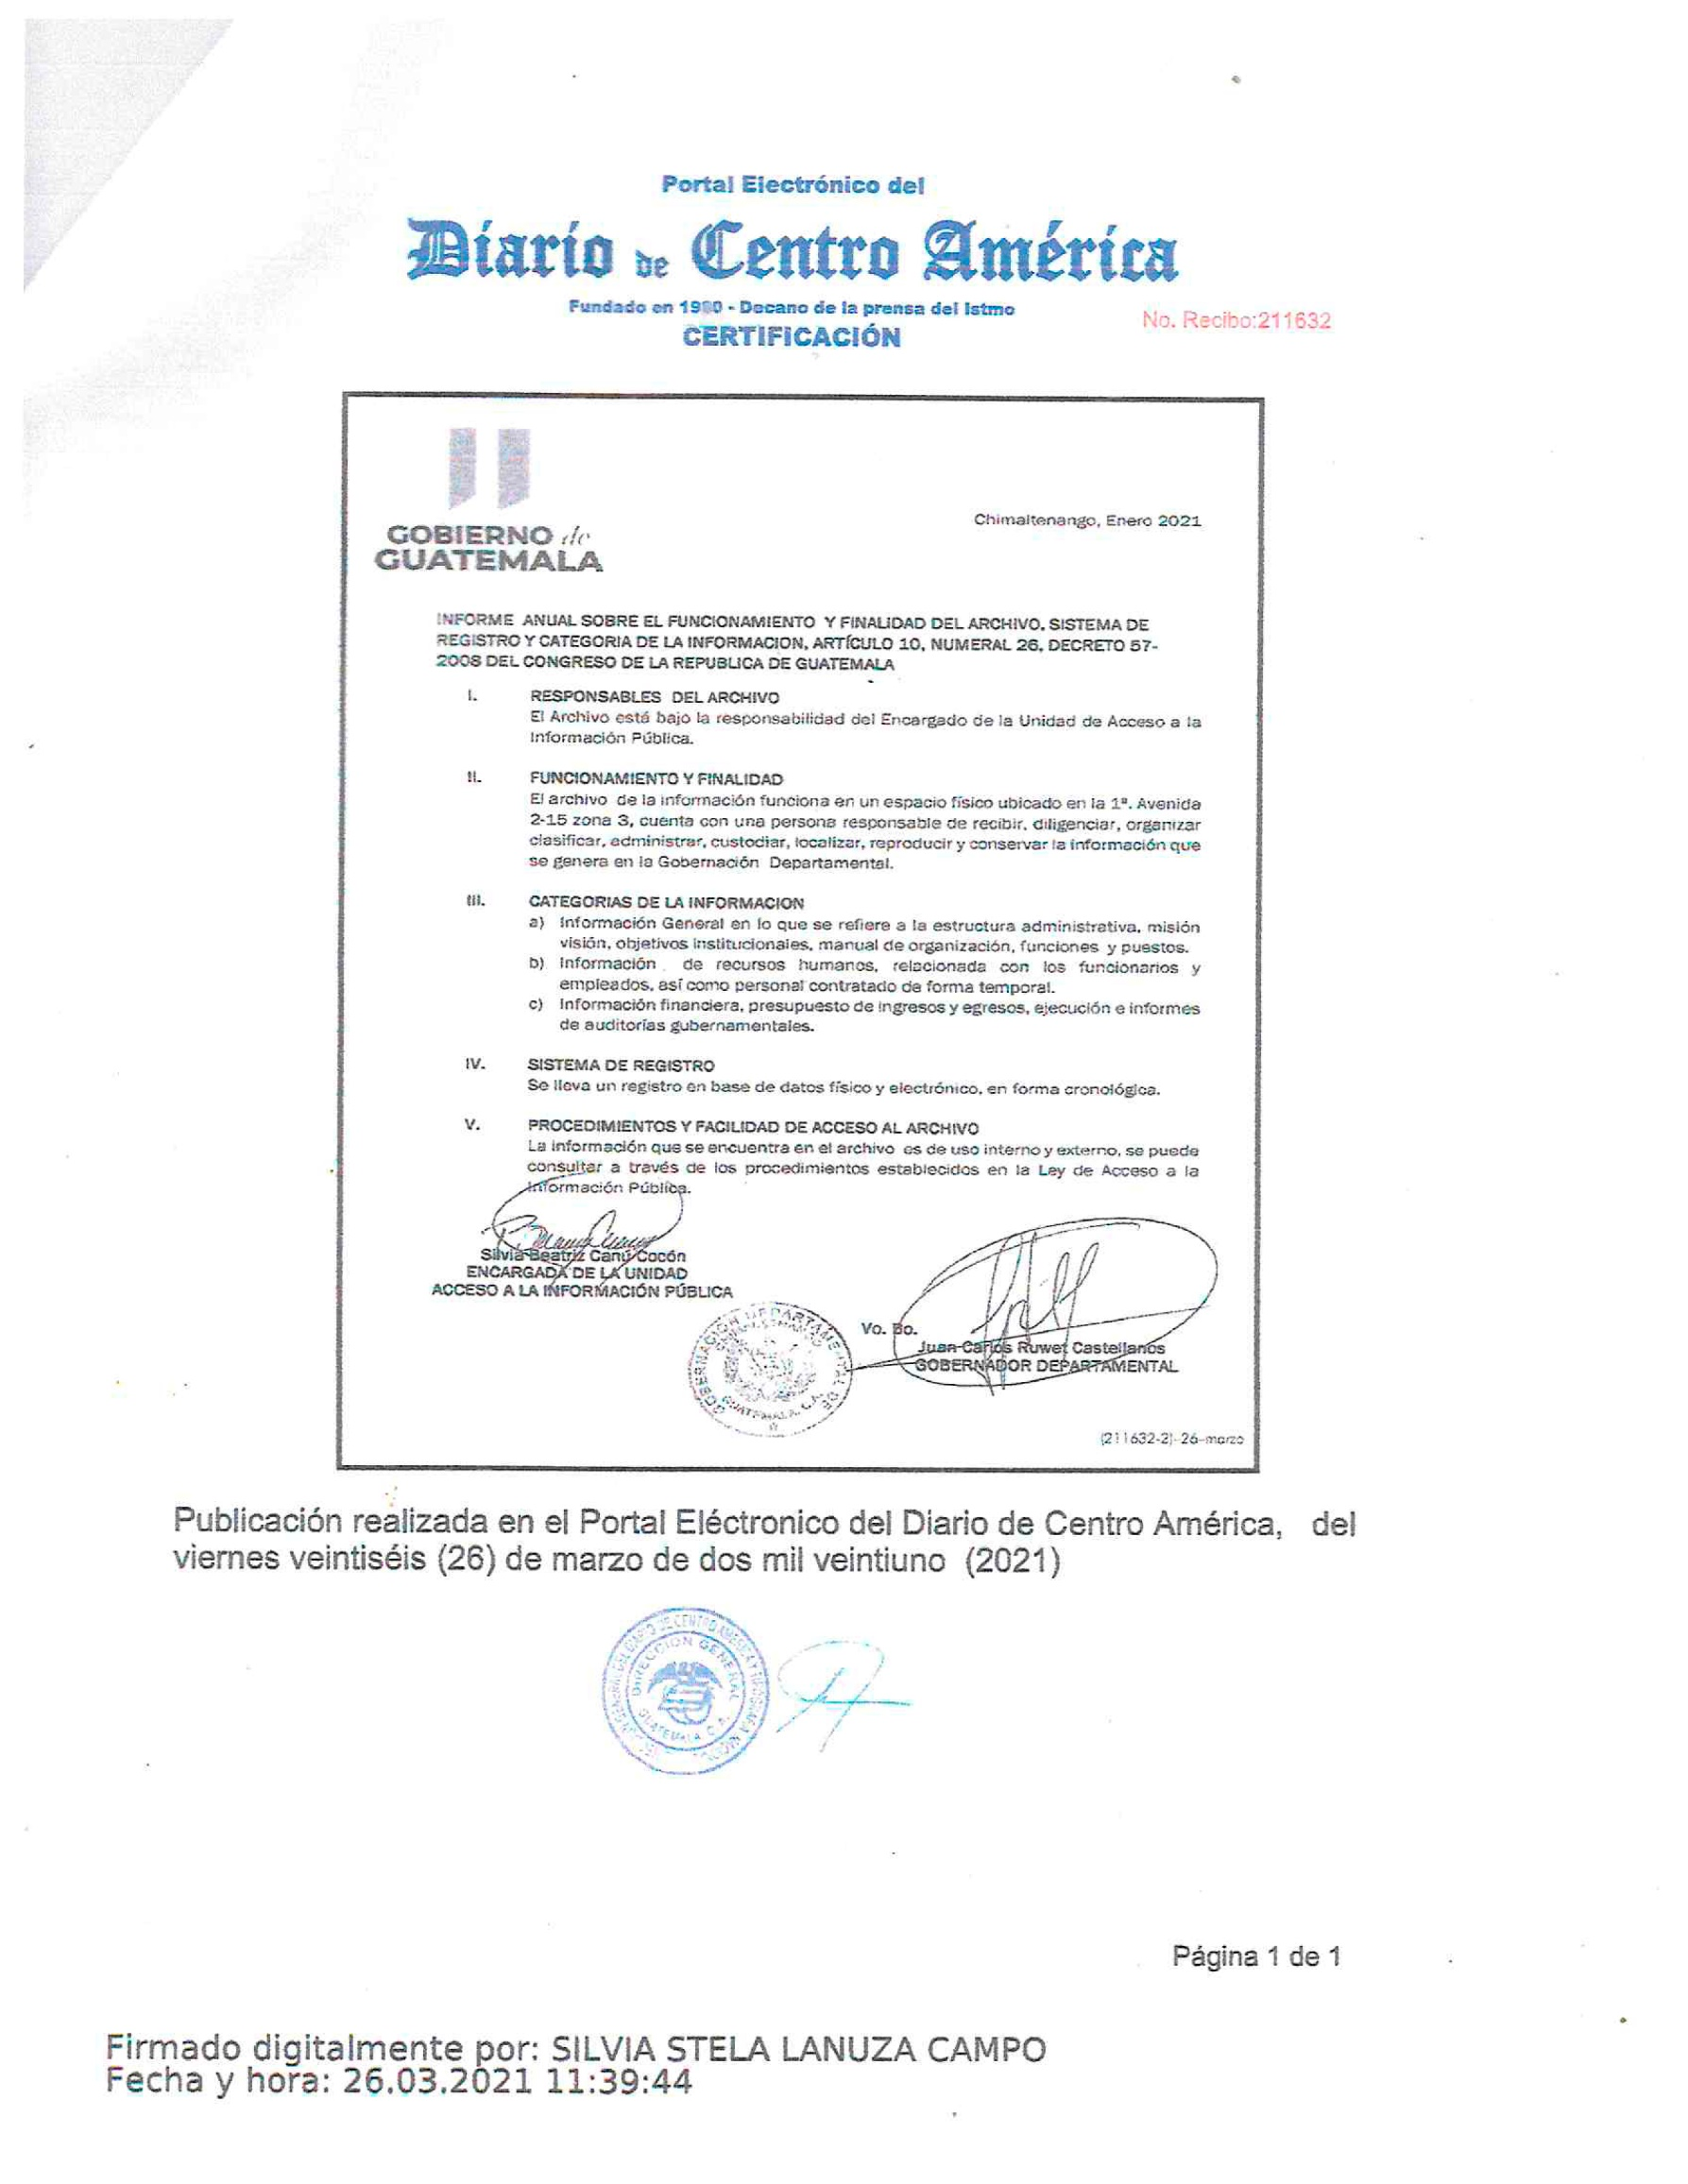 Portal Electrónico del
Diario de Centro América
Fundado en - Decano de la prensa del Istmo
CERTIFICACIÓN
No. Recibo:211632
GOBIERNO de
GUATEMALA
Chimaltenango, Enero 2021
INFORME ANUAL SOBRE EL FUNCIONAMIENTO Y FINALIDAD DEL ARCHIVO, SISTEMA DE
REGISTRO Y CATEGORIA DE LA INFORMACION, ARTÍCULO 10, NUMERAL 26, DECRETO 57-
2008 DEL CONGRESO DE LA REPUBLICA DE GUATEMALA
I. RESPONSABLES DEL ARCHIVO
El Archivo está bajo la responsabilidad del Encargado de la Unidad de Acceso a la
Información Pública.
II. FUNCIONAMIENTO Y FINALIDAD
El archivo de la información funciona en un espacio físico ubicado en la 1ª. Avenida
2-15 zona 3, cuenta con una persona responsable de recibir, diligenciar, organizar
clasificar, administrar, custodiar, localizar, reproducir y conservar la información que
se genera en la Gobernación Departamental.
III. CATEGORIAS DE LA INFORMACION
a) Información General en lo que se refiere a la estructura administrativa, misión
visión, objetivos institucionales, manual de organización, funciones y puestos.
b) Información de recursos humanos, relacionada con los funcionarios y
empleados, así como personal contratado de forma temporal.
c) Información financiera, presupuesto de ingresos y egresos, ejecución e informes
de auditorías gubernamentales.
IV. SISTEMA DE REGISTRO
Se lleva un registro en base de datos físico y electrónico, en forma cronológica.
V. PROCEDIMIENTOS Y FACILIDAD DE ACCESO AL ARCHIVO
La información que se encuentra en el archivo es de uso interno y externo, se puede
consultar a través de los procedimientos establecidos en la Ley de Acceso a la
Información Pública.
Silvia Beatriz Canú Cocón
ENCARGADA DE LA UNIDAD
ACCESO A LA INFORMACIÓN PÚBLICA
GOBERNACION DEPARTAMENTAL DE
GUATEMALA, C.A.
Vo. Bo.
Juan Carlos Ruwet Castellanos
GOBERNADOR DEPARTAMENTAL
(211632-2)-26-marzo
Publicación realizada en el Portal Eléctronico del Diario de Centro América, del
viernes veintiséis (26) de marzo de dos mil veintiuno (2021)
DIRECCION GENERAL
GUATEMALA, C. A.
Página 1 de 1
Firmado digitalmente por: SILVIA STELA LANUZA CAMPO
Fecha y hora: 26.03.2021 11:39:44